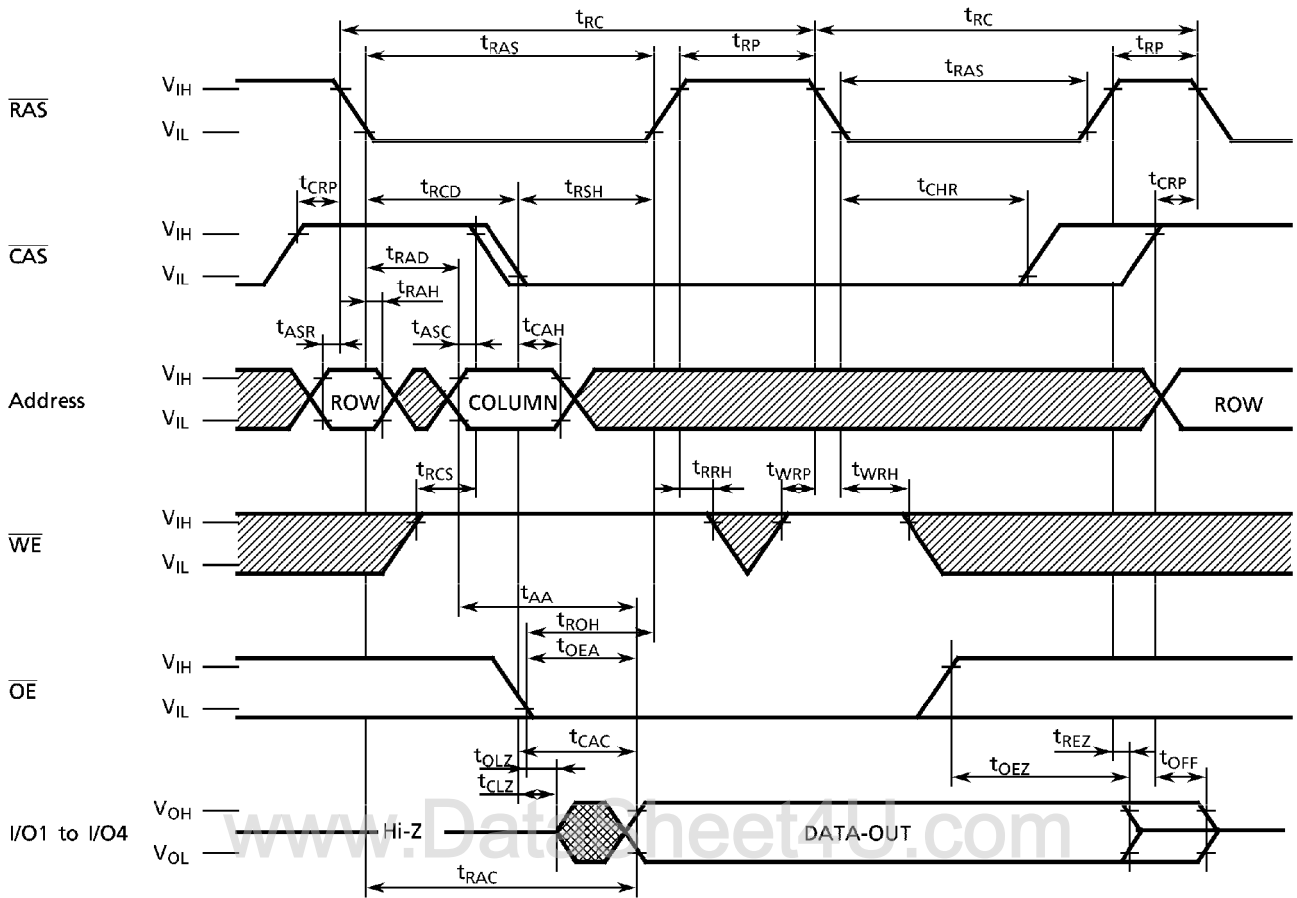 tRC tRC
tRAS tRP tRAS tRP
RAS VIH
VIL
tCRP tRCD tRSH tCHR tCRP
CAS VIH
VIL
tRAD
tRAH
tASR tASC tCAH
Address VIH
VIL
ROW COLUMN ROW
tRCS tRRH tWRP tWRH
WE VIH
VIL
tAA
tROH
tOEA
OE VIH
VIL
tCAC
tOLZ tREZ
tCLZ tOEZ tOFF
I/O1 to I/O4 VOH
VOL
Hi-Z DATA-OUT
www.DataSheet4U.com
tRAC